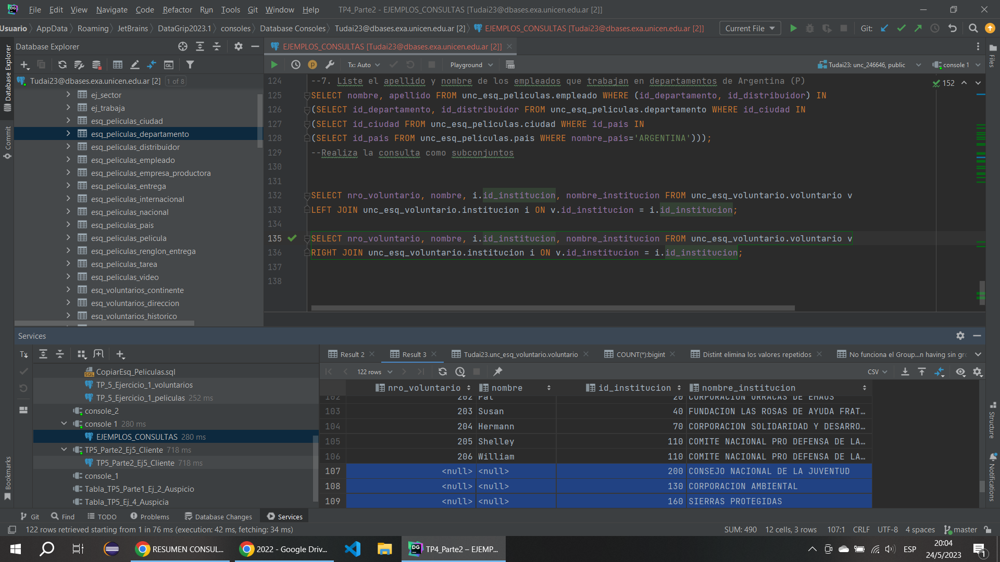 File Edit View Navigate Code Refactor Run Tools Git Window Help TP4_Parte2 - EJEMPLOS_CONSULTAS [Tudai23@dbases.exa.unicen.edu.ar [2]]
Usuario AppData Roaming JetBrains DataGrip2023.1 consoles Database Consoles Tudai23@dbases.exa.unicen.edu.ar [2] EJEMPLOS_CONSULTAS [Tudai23@dbases.exa.unicen.edu.ar [2]] Current File Git:
Database Explorer
EJEMPLOS_CONSULTAS [Tudai23@dbases.exa.unicen.edu.ar [2]]
Tx: Auto Playground Tudai23: unc_246646, public console 1
Tudai23@dbases.exa.unicen.edu.ar [2] 1 of 8
ej_sector
ej_trabaja
esq_peliculas_ciudad
esq_peliculas_departamento
esq_peliculas_distribuidor
esq_peliculas_empleado
esq_peliculas_empresa_productora
esq_peliculas_entrega
esq_peliculas_internacional
esq_peliculas_nacional
esq_peliculas_pais
esq_peliculas_pelicula
esq_peliculas_renglon_entrega
esq_peliculas_tarea
esq_peliculas_video
esq_voluntarios_continente
esq_voluntarios_direccion
esq_voluntarios_historico
Database Explorer
Commit
Bookmarks
124 --7. Liste el apellido y nombre de los empleados que trabajan en departamentos de Argentina (P)
152
125 SELECT nombre, apellido FROM unc_esq_peliculas.empleado WHERE (id_departamento, id_distribuidor) IN
126 (SELECT id_departamento, id_distribuidor FROM unc_esq_peliculas.departamento WHERE id_ciudad IN
127 (SELECT id_ciudad FROM unc_esq_peliculas.ciudad WHERE id_pais IN
128 (SELECT id_pais FROM unc_esq_peliculas.pais WHERE nombre_pais='ARGENTINA')));
129 --Realiza la consulta como subconjuntos
130
131
132 SELECT nro_voluntario, nombre, i.id_institucion, nombre_institucion FROM unc_esq_voluntario.voluntario v
133 LEFT JOIN unc_esq_voluntario.institucion i ON v.id_institucion = i.id_institucion;
134
135 SELECT nro_voluntario, nombre, i.id_institucion, nombre_institucion FROM unc_esq_voluntario.voluntario v
136 RIGHT JOIN unc_esq_voluntario.institucion i ON v.id_institucion = i.id_institucion;
137
138
Files
Structure
Notifications
Services
Tx
CopiarEsq_Peliculas.sql
TP_5_Ejercicio_1_voluntarios
TP_5_Ejercicio_1_peliculas 252 ms
console_2
console 1 280 ms
EJEMPLOS_CONSULTAS 280 ms
TP5_Parte2_Ej5_Cliente 718 ms
TP5_Parte2_Ej5_Cliente 718 ms
console_1
Tabla_TP5_Parte1_Ej_2_Auspicio
Tabla_TP5_Ej_4_Auspicia
Result 2 Result 3 Tudai23.unc_esq_voluntario.voluntario COUNT(*):bigint Distint elimina los valores repetidos No funciona el Group...n having sin gr
122 rows CSV
nro_voluntario nombre id_institucion nombre_institucion
102 202 Pat 20 CORPORACION URRACAS DE EMAUS
103 203 Susan 40 FUNDACION LAS ROSAS DE AYUDA FRAT…
104 204 Hermann 70 CORPORACION SOLIDARIDAD Y DESARRO…
105 205 Shelley 110 COMITE NACIONAL PRO DEFENSA DE LA…
106 206 William 110 COMITE NACIONAL PRO DEFENSA DE LA…
107 <null> <null> 200 CONSEJO NACIONAL DE LA JUVENTUD
108 <null> <null> 130 CORPORACION AMBIENTAL
109 <null> <null> 160 SIERRAS PROTEGIDAS
Git Find TODO Problems Database Changes Services
122 rows retrieved starting from 1 in 76 ms (execution: 42 ms, fetching: 34 ms) SUM: 490 12 cells, 3 rows 107:1 CRLF UTF-8 4 spaces master
RESUMEN CONSUL... 2022 - Google Driv... TP4_Parte2 – EJEMP... ESP 20:04
24/5/2023 1